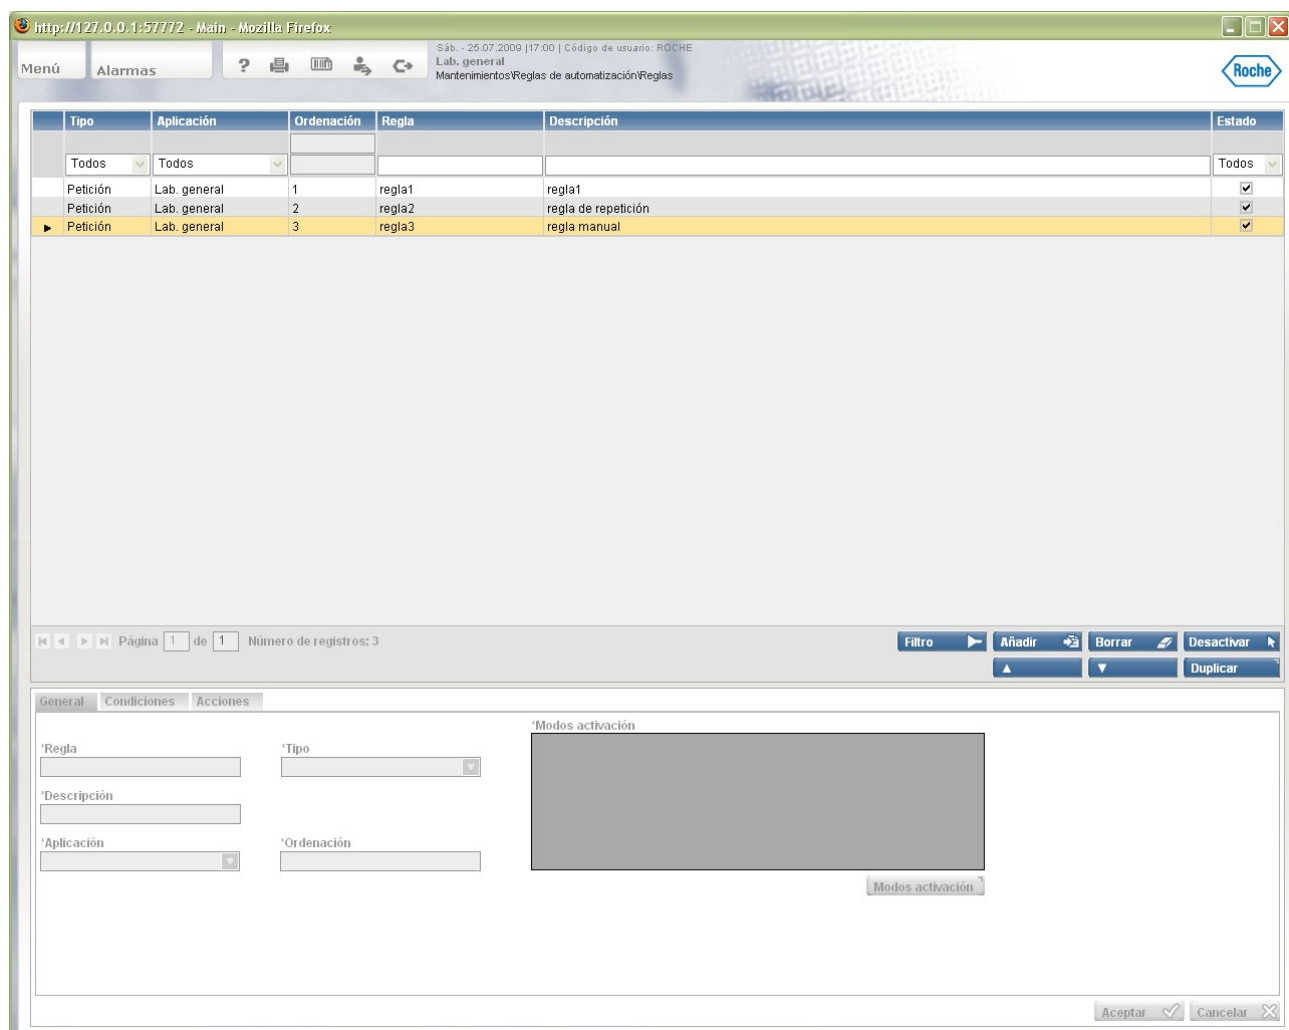 http://127.0.0.1:57772 - Main - Mozilla Firefox
Menú Alarmas ?
Sáb. - 25.07.2009 |17:00 | Código de usuario: ROCHE
Lab. general
Mantenimientos\Reglas de automatización\Reglas
Roche
Tipo Aplicación Ordenación Regla Descripción Estado
Todos Todos Todos
Petición Lab. general 1 regla1 regla1
Petición Lab. general 2 regla2 regla de repetición
Petición Lab. general 3 regla3 regla manual
Página 1 de 1 Número de registros: 3 Filtro Añadir Borrar Desactivar
Duplicar
General Condiciones Acciones
*Modos activación
*Regla *Tipo
*Descripción
*Aplicación *Ordenación
Modos activación
Aceptar Cancelar